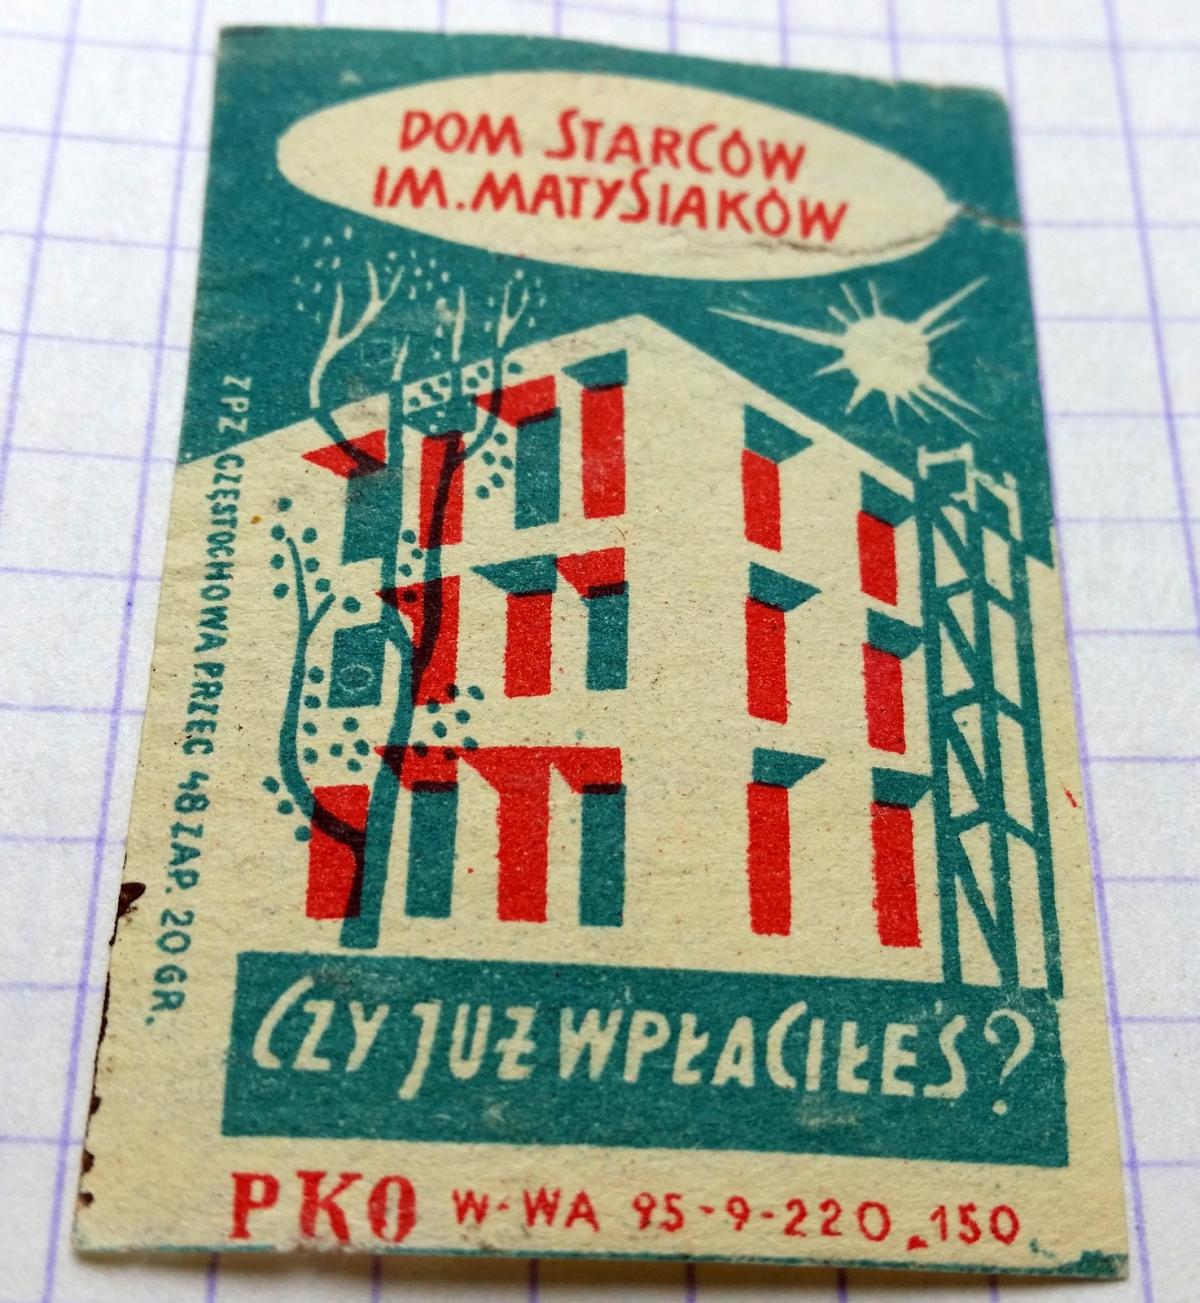 DOM STARCÓW
IM. MATYSIAKÓW
Z.P.Z. CZĘSTOCHOWA PRZEC 48 ZAP. 20 GR.
CZY JUŻ WPŁACIŁEŚ?
PKO W-WA 95-9-220.150